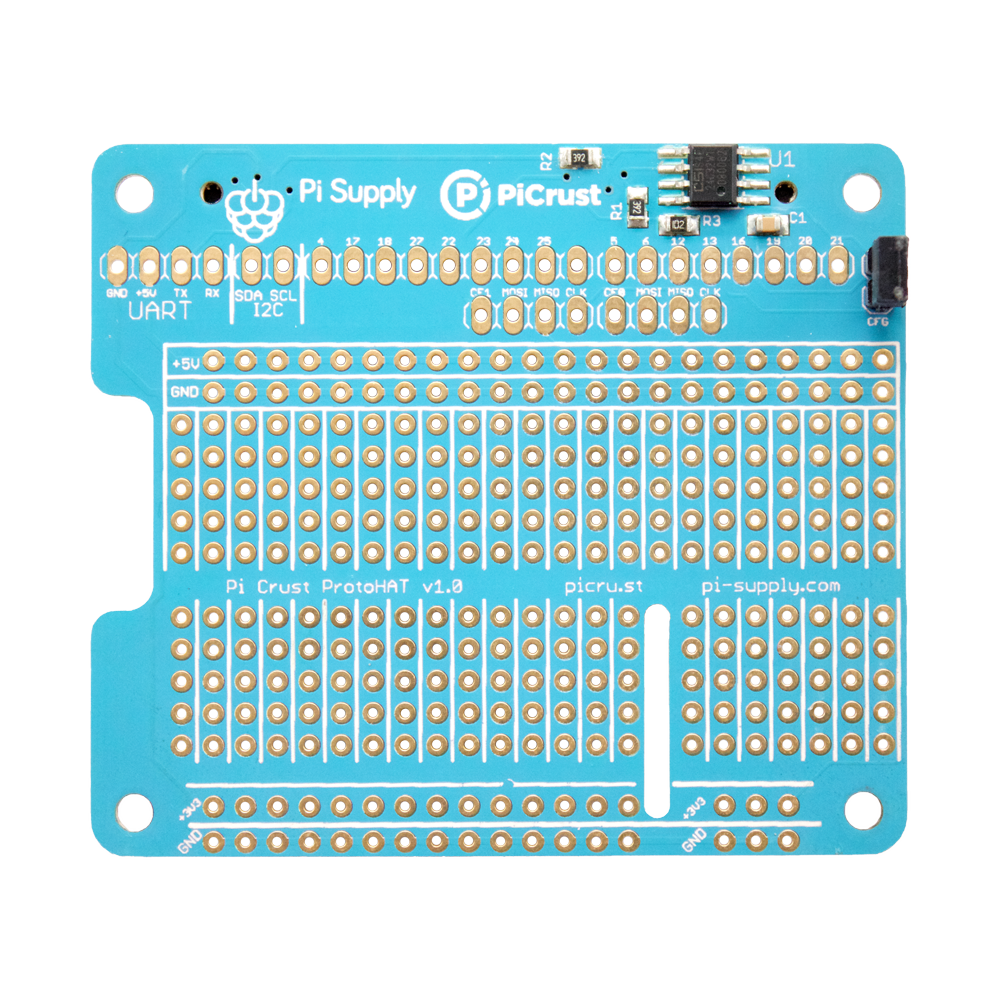 R2 392 U1
Pi Supply PiCrust
R1 392 102 R3 C1
4 17 18 27 22 23 24 25 5 6 12 13 16 19 20 21
GND +5V TX RX SDA SCL CE1 MOSI MISO CLK CE0 MOSI MISO CLK
UART I2C CFG
+5V
GND
Pi Crust ProtoHAT v1.0 picru.st pi-supply.com
+3V3 +3V3
GND GND